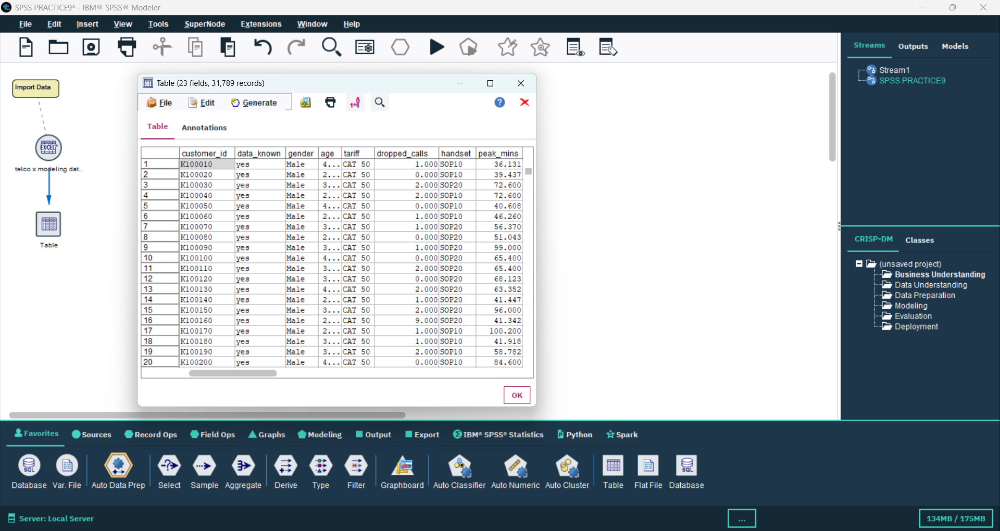 SPSS PRACTICE9* - IBM® SPSS® Modeler
File Edit Insert View Tools SuperNode Extensions Window Help
Import Data
EXCEL
telco x modeling dat..
Table
Table (23 fields, 31,789 records)
File Edit Generate
Table Annotations
customer_id data_known gender age tariff dropped_calls handset peak_mins
1 K100010 yes Male 4... CAT 50 1.000 SOP10 36.131
2 K100020 yes Male 2... CAT 50 0.000 SOP10 39.437
3 K100030 yes Male 3... CAT 50 2.000 SOP20 72.600
4 K100040 yes Male 2... CAT 50 2.000 SOP10 72.600
5 K100050 yes Male 4... CAT 50 0.000 SOP10 40.608
6 K100060 yes Male 2... CAT 50 1.000 SOP10 46.260
7 K100070 yes Male 3... CAT 50 1.000 SOP20 56.370
8 K100080 yes Male 2... CAT 50 0.000 SOP20 51.043
9 K100090 yes Male 3... CAT 50 1.000 SOP20 99.000
10 K100100 yes Male 4... CAT 50 0.000 SOP20 65.400
11 K100110 yes Male 3... CAT 50 2.000 SOP20 65.400
12 K100120 yes Male 3... CAT 50 0.000 SOP20 68.123
13 K100130 yes Male 4... CAT 50 2.000 SOP20 63.352
14 K100140 yes Male 2... CAT 50 1.000 SOP20 41.447
15 K100150 yes Male 3... CAT 50 2.000 SOP20 96.000
16 K100160 yes Male 2... CAT 50 9.000 SOP20 41.342
17 K100170 yes Male 2... CAT 50 1.000 SOP10 100.200
18 K100180 yes Male 3... CAT 50 1.000 SOP10 41.918
19 K100190 yes Male 3... CAT 50 2.000 SOP10 58.782
20 K100200 yes Male 4... CAT 50 0.000 SOP10 84.600
OK
Streams Outputs Models
Stream1
SPSS PRACTICE9
CRISP-DM Classes
(unsaved project)
Business Understanding
Data Understanding
Data Preparation
Modeling
Evaluation
Deployment
Favorites Sources Record Ops Field Ops Graphs Modeling Output Export IBM® SPSS® Statistics Python Spark
SQL SQL
Database Var. File Auto Data Prep Select Sample Aggregate Derive Type Filter Graphboard Auto Classifier Auto Numeric Auto Cluster Table Flat File Database
Server: Local Server ... 134MB / 175MB